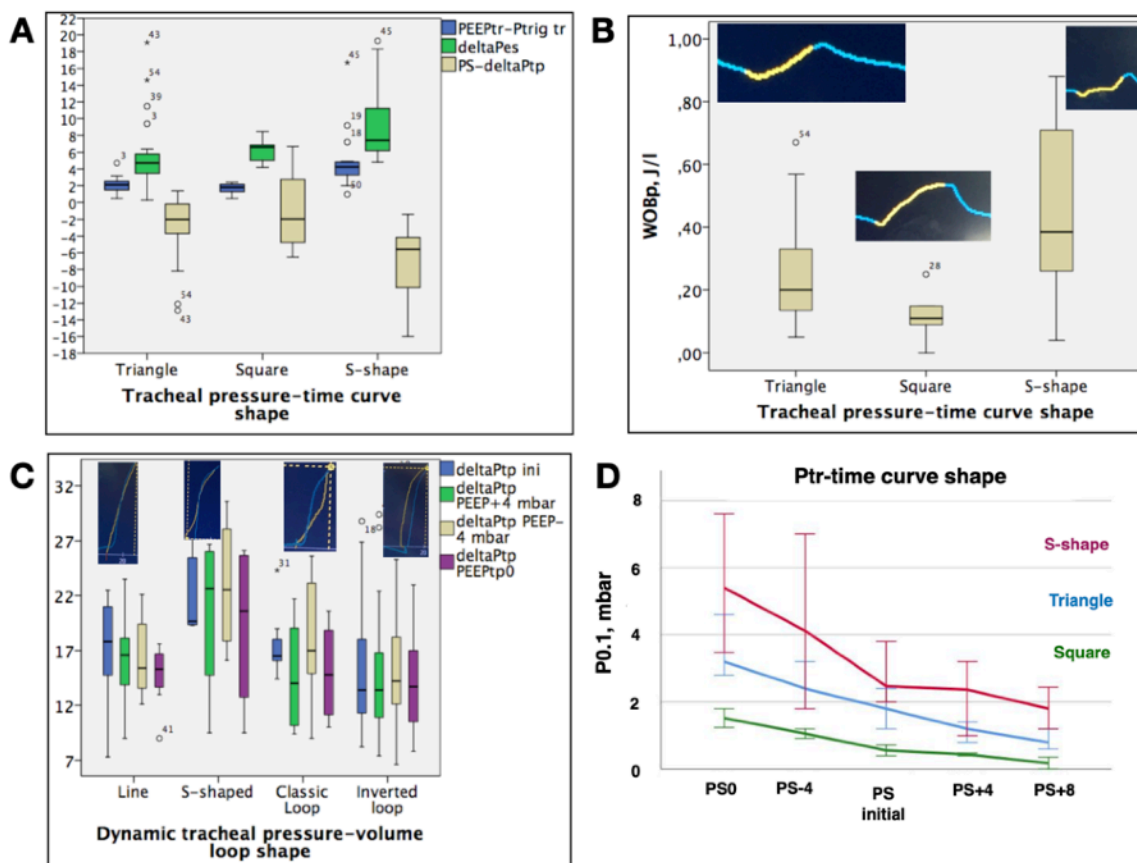 A
22
20
18
16
14
12
10
8
6
4
2
0
-2
-4
-6
-8
-10
-12
-14
-16
-18
43
54
39
3
3
54
43
45
45
19
18
50
PEEPtr-Ptrig tr
deltaPes
PS-deltaPtp
Triangle Square S-shape
Tracheal pressure-time curve
shape
B
WOBp, J/l
1,00
,80
,60
,40
,20
,00
54
28
Triangle Square S-shape
Tracheal pressure-time curve shape
C
32
27
22
17
12
7
20
20
41
31
18
deltaPtp ini
deltaPtp
PEEP+4 mbar
deltaPtp PEEP-
4 mbar
deltaPtp
PEEPtp0
Line S-shaped Classic
Loop
Inverted
loop
Dynamic tracheal pressure-volume
loop shape
D
Ptr-time curve shape
P0.1, mbar
8
6
4
2
0
S-shape
Triangle
Square
PS0 PS-4 PS
initial
PS+4 PS+8